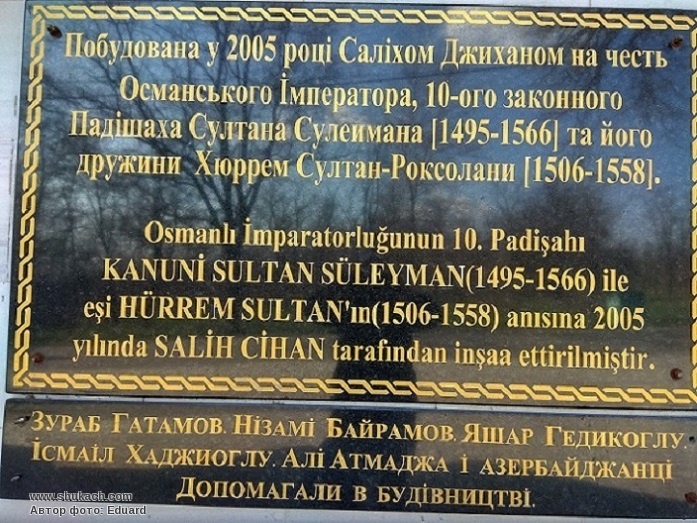 Побудована у 2005 році Саліхом Джиханом на честь
Османського Імператора, 10-ого законного
Падішаха Султана Сулеимана [1495-1566] та його
дружини Хюррем Султан-Роксолани [1506-1558].
Osmanlı İmparatorluğunun 10. Padişahı
KANUNİ SULTAN SÜLEYMAN(1495-1566) ile
eşi HÜRREM SULTAN'ın(1506-1558) anısına 2005
yılında SALİH CİHAN tarafından inşaa ettirilmiştir.
Зураб Гатамов, Нізамі Байрамов, Яшар Гедикоглу,
Ісмаіл Хаджиоглу, Алі Атмаджа і азербайджанці
Допомагали в будівництві.
www.shukach.com
Автор фото: Eduard